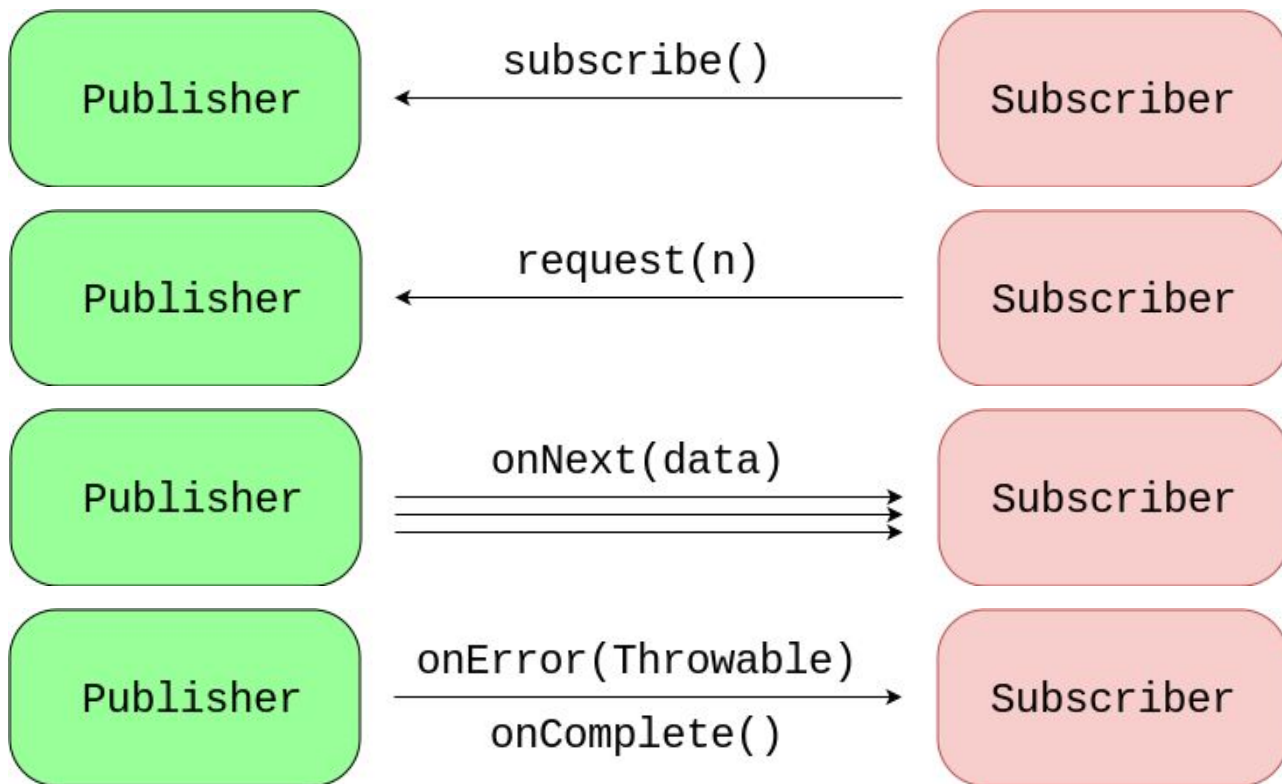 Publisher
subscribe()
Subscriber
Publisher
request(n)
Subscriber
Publisher
onNext(data)
Subscriber
Publisher
onError(Throwable)
onComplete()
Subscriber